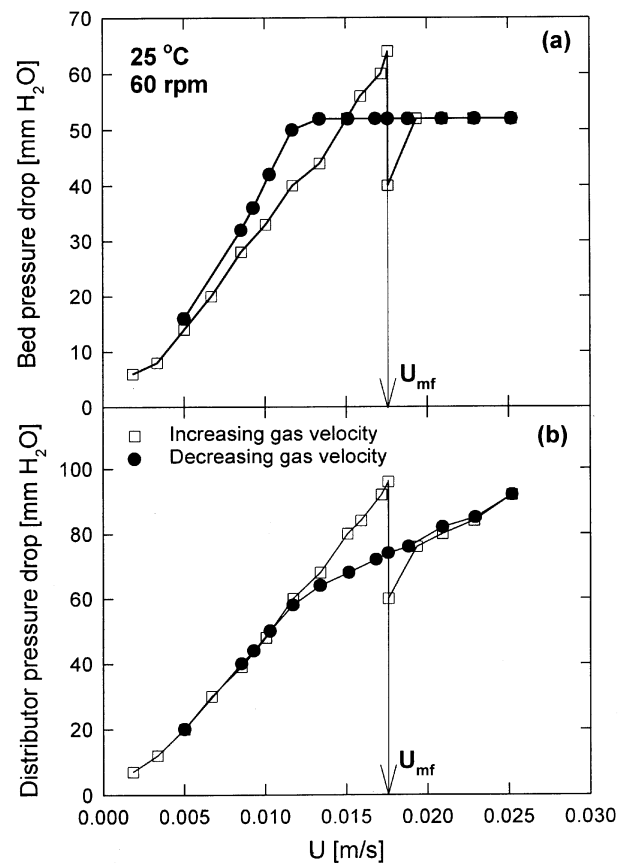 (a)
25 °C
60 rpm
Bed pressure drop [mm H₂O]
70
60
50
40
30
20
10
0
U_mf
(b)
Increasing gas velocity
Decreasing gas velocity
Distributor pressure drop [mm H₂O]
100
80
60
40
20
0
U_mf
0.000 0.005 0.010 0.015 0.020 0.025 0.030
U [m/s]